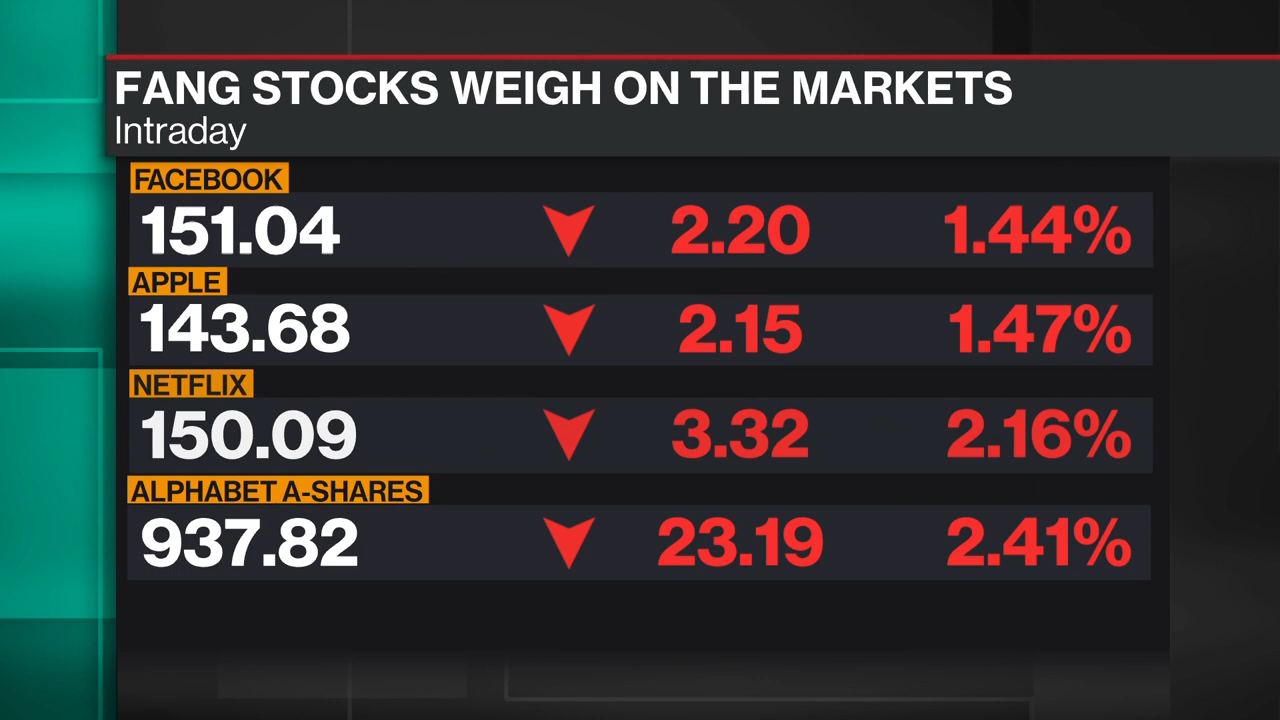 FANG STOCKS WEIGH ON THE MARKETS
Intraday
FACEBOOK
151.04 2.20 1.44%
APPLE
143.68 2.15 1.47%
NETFLIX
150.09 3.32 2.16%
ALPHABET A-SHARES
937.82 23.19 2.41%